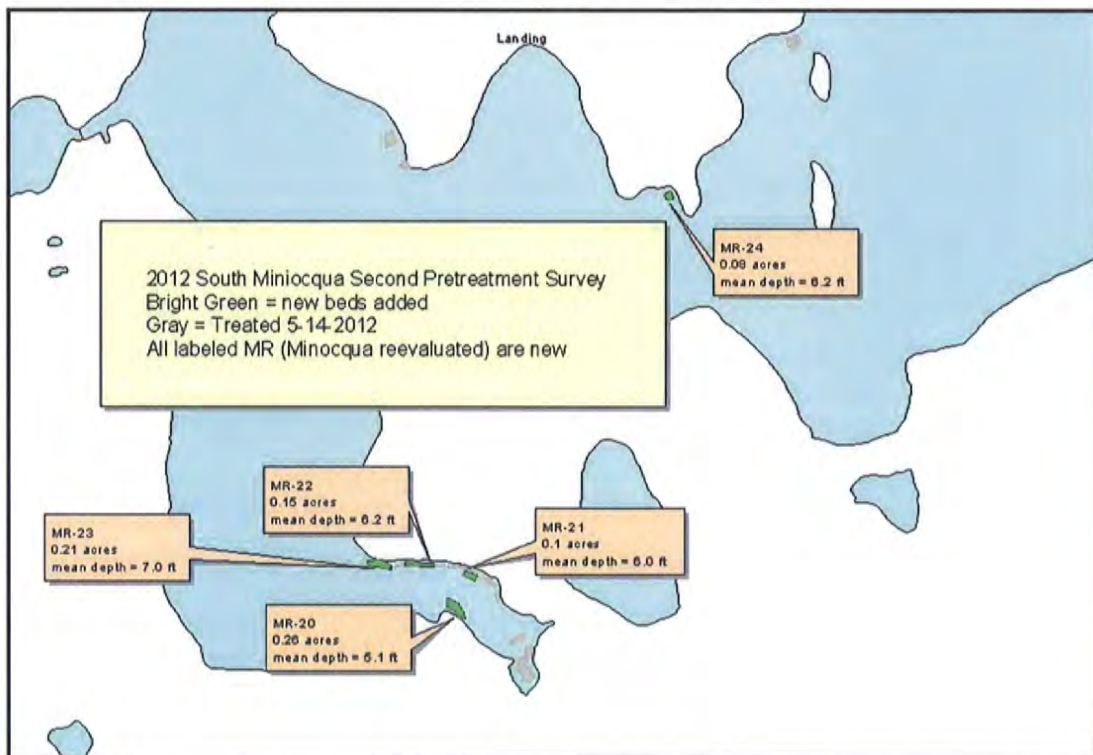 Landing
2012 South Miniocqua Second Pretreatment Survey
Bright Green = new beds added
Gray = Treated 5-14-2012
All labeled MR (Minocqua reevaluated) are new
MR-24
0.09 acres
mean depth = 6.2 ft
MR-22
0.15 acres
mean depth = 6.2 ft
MR-23
0.21 acres
mean depth = 7.0 ft
MR-21
0.1 acres
mean depth = 6.0 ft
MR-20
0.26 acres
mean depth = 5.1 ft